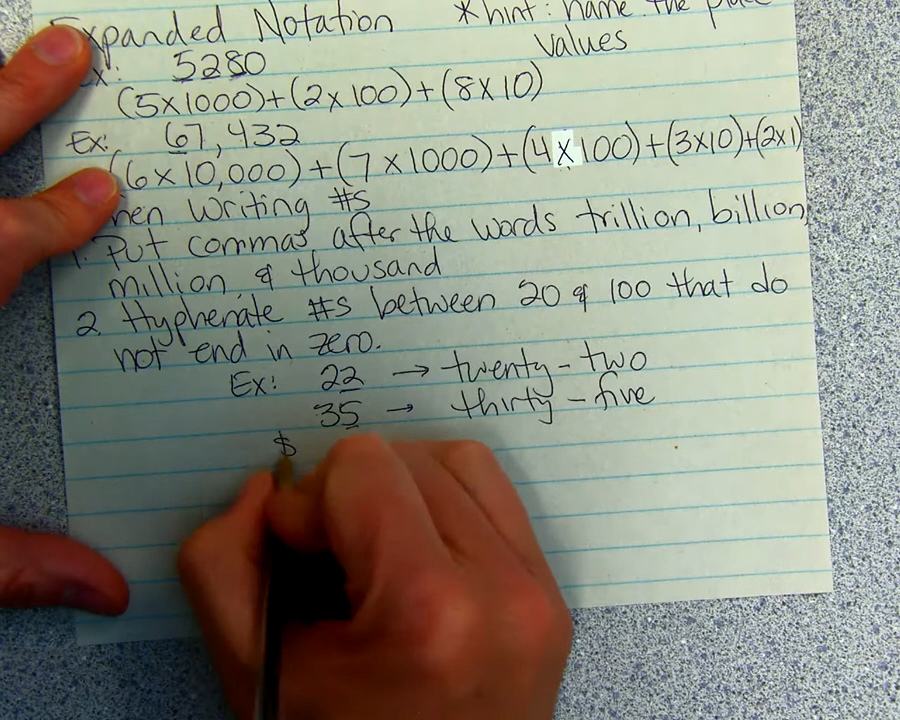 Expanded Notation *hint: name the place
values
Ex: 5280
(5x1000)+(2x100)+(8x10)
Ex: 67,432
(6x10,000)+(7x1000)+(4x100)+(3x10)+(2x1)
hen writing #s
1. Put commas after the words trillion, billion,
million & thousand
2. Hyphenate #s between 20 & 100 that do
not end in zero.
Ex: 22 → twenty-two
35 → thirty-five
$